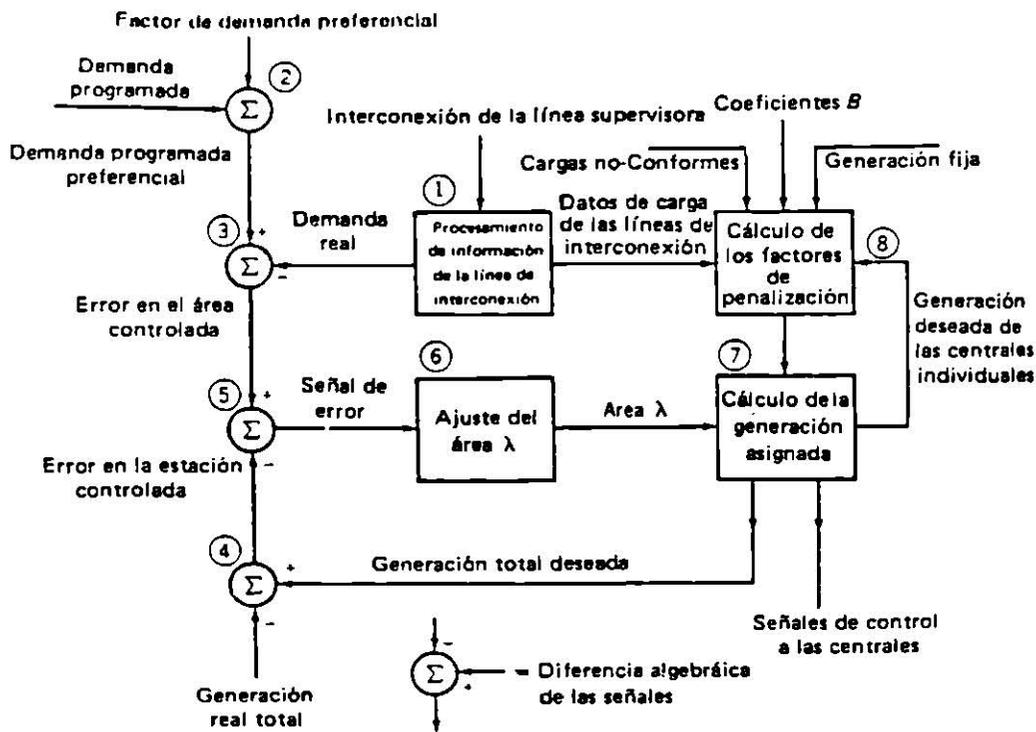 Factor de demanda preferencial
Demanda
programada
2
Σ
Demanda programada
preferencial
Interconexión de la línea supervisora
Coeficientes B
Cargas no-Conformes
Generación fija
1
Procesamiento
de información
de la línea de
interconexión
Demanda
real
Datos de carga
de las líneas de
interconexión
Cálculo de
los factores
de
penalización
8
3
+
Σ
−
Error en el área
controlada
Generación
deseada de
las centrales
individuales
5
+
Σ
−
Señal de
error
6
Ajuste del
área λ
Area λ
7
Cálculo de la
generación
asignada
Error en la estación
controlada
4
Σ
+
−
Generación total deseada
Señales de control
a las centrales
Generación
real total
−
Σ
+
= Diferencia algebráica
de las señales